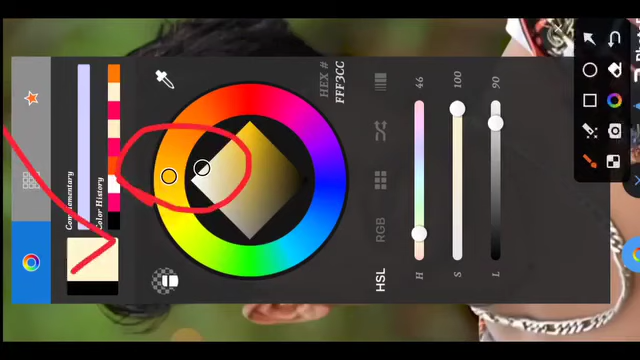 HEX #
FFF3CC
46
100
90
Complementary
Color History
RGB
HSL
H
S
L